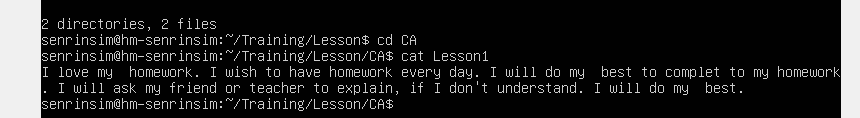 2 directories, 2 files
senrinsim@hm-senrinsim:~/Training/Lesson$ cd CA
senrinsim@hm-senrinsim:~/Training/Lesson/CA$ cat Lesson1
I love my  homework. I wish to have homework every day. I will do my  best to complet to my homework
. I will ask my friend or teacher to explain, if I don't understand. I will do my  best.
senrinsim@hm-senrinsim:~/Training/Lesson/CA$